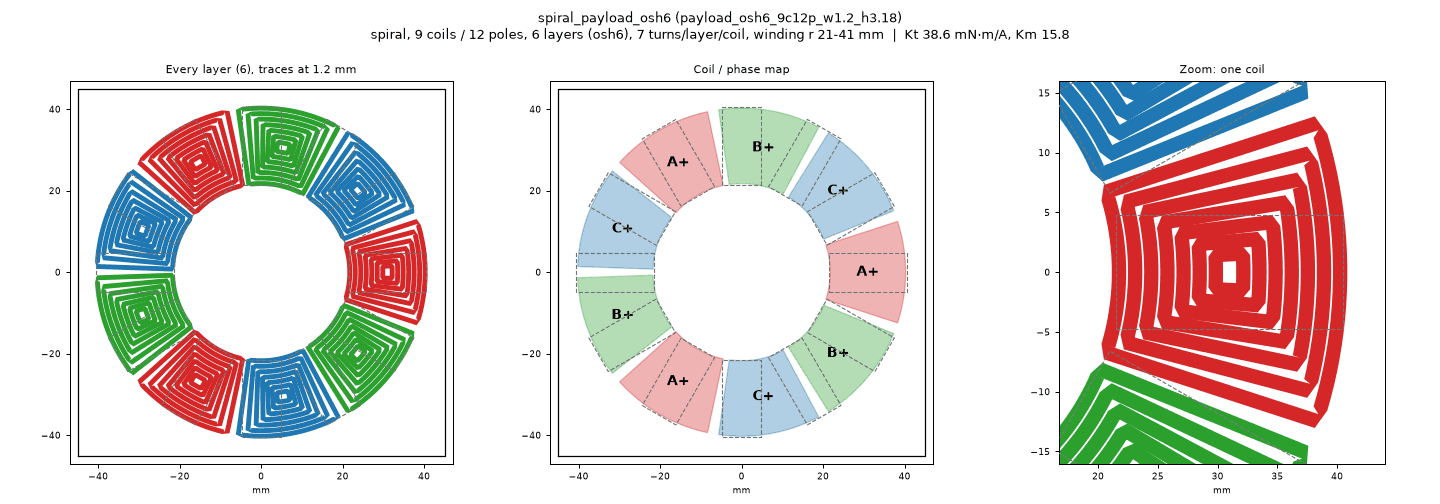 spiral_payload_osh6 (payload_osh6_9c12p_w1.2_h3.18)
spiral, 9 coils / 12 poles, 6 layers (osh6), 7 turns/layer/coil, winding r 21-41 mm | Kt 38.6 mN·m/A, Km 15.8
Every layer (6), traces at 1.2 mm
40
20
0
−20
−40
−40
−20
0
20
40
mm
Coil / phase map
40
20
0
−20
−40
A+
B+
C+
C+
A+
B+
B+
A+
C+
−40
−20
0
20
40
mm
Zoom: one coil
15
10
5
0
−5
−10
−15
20
25
30
35
40
mm